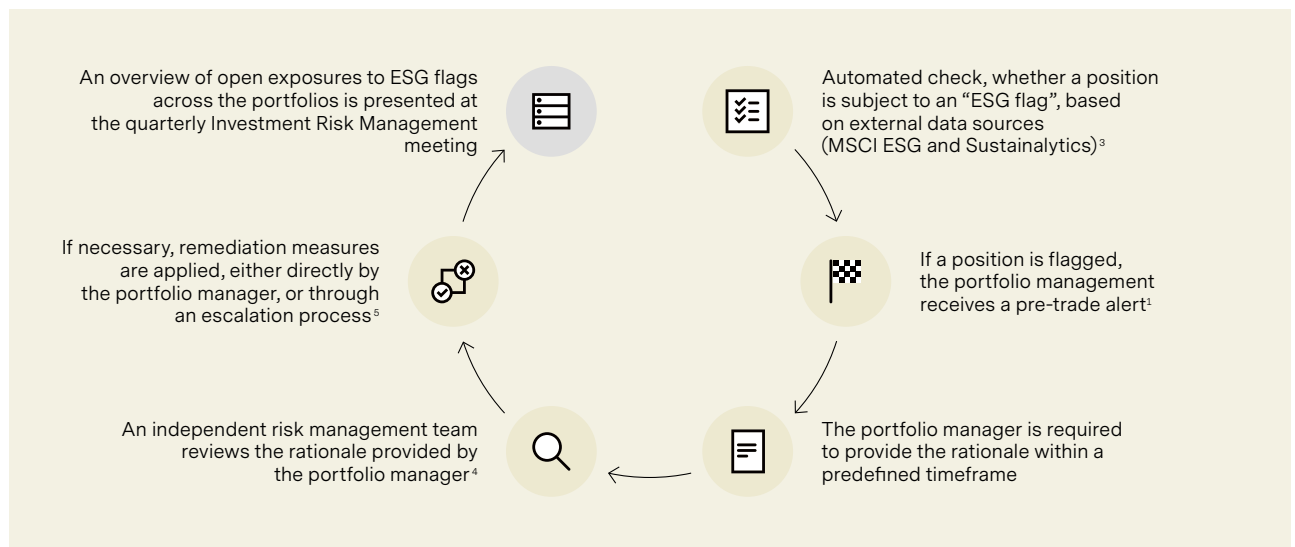 Automated check, whether a position
is subject to an “ESG flag”, based
on external data sources
(MSCI ESG and Sustainalytics)³
If a position is flagged,
the portfolio management
receives a pre-trade alert¹
The portfolio manager is required
to provide the rationale within a
predefined timeframe
An independent risk management team
reviews the rationale provided by
the portfolio manager⁴
If necessary, remediation measures
are applied, either directly by
the portfolio manager, or through
an escalation process⁵
An overview of open exposures to ESG flags
across the portfolios is presented at
the quarterly Investment Risk Management
meeting